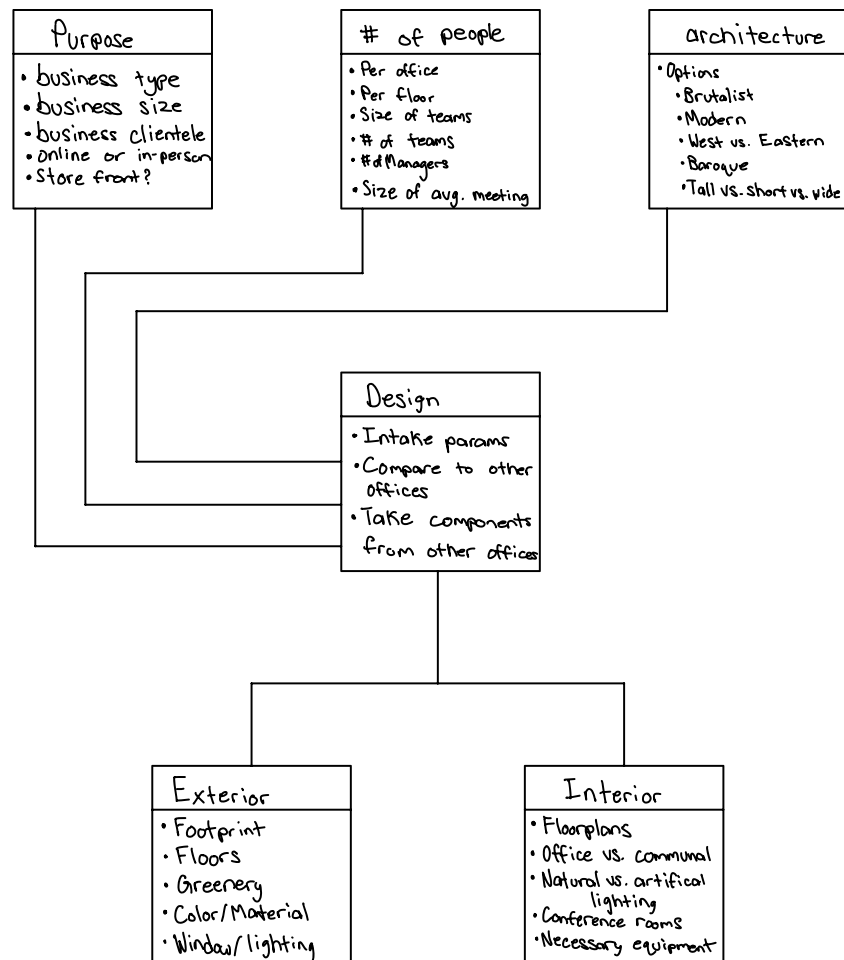 Purpose
• business type
• business size
• business clientele
• online or in-person
• Store front?
# of people
• Per office
• Per floor
• Size of teams
• # of teams
• # of Managers
• Size of avg. meeting
architecture
• Options
• Brutalist
• Modern
• West vs. Eastern
• Baroque
• Tall vs. short vs. wide
Design
• Intake params
• Compare to other
offices
• Take components
from other offices
Exterior
• Footprint
• Floors
• Greenery
• Color/Material
• Window/lighting
Interior
• Floorplans
• Office vs. communal
• Natural vs. artifical
lighting
• Conference rooms
• Necessary equipment